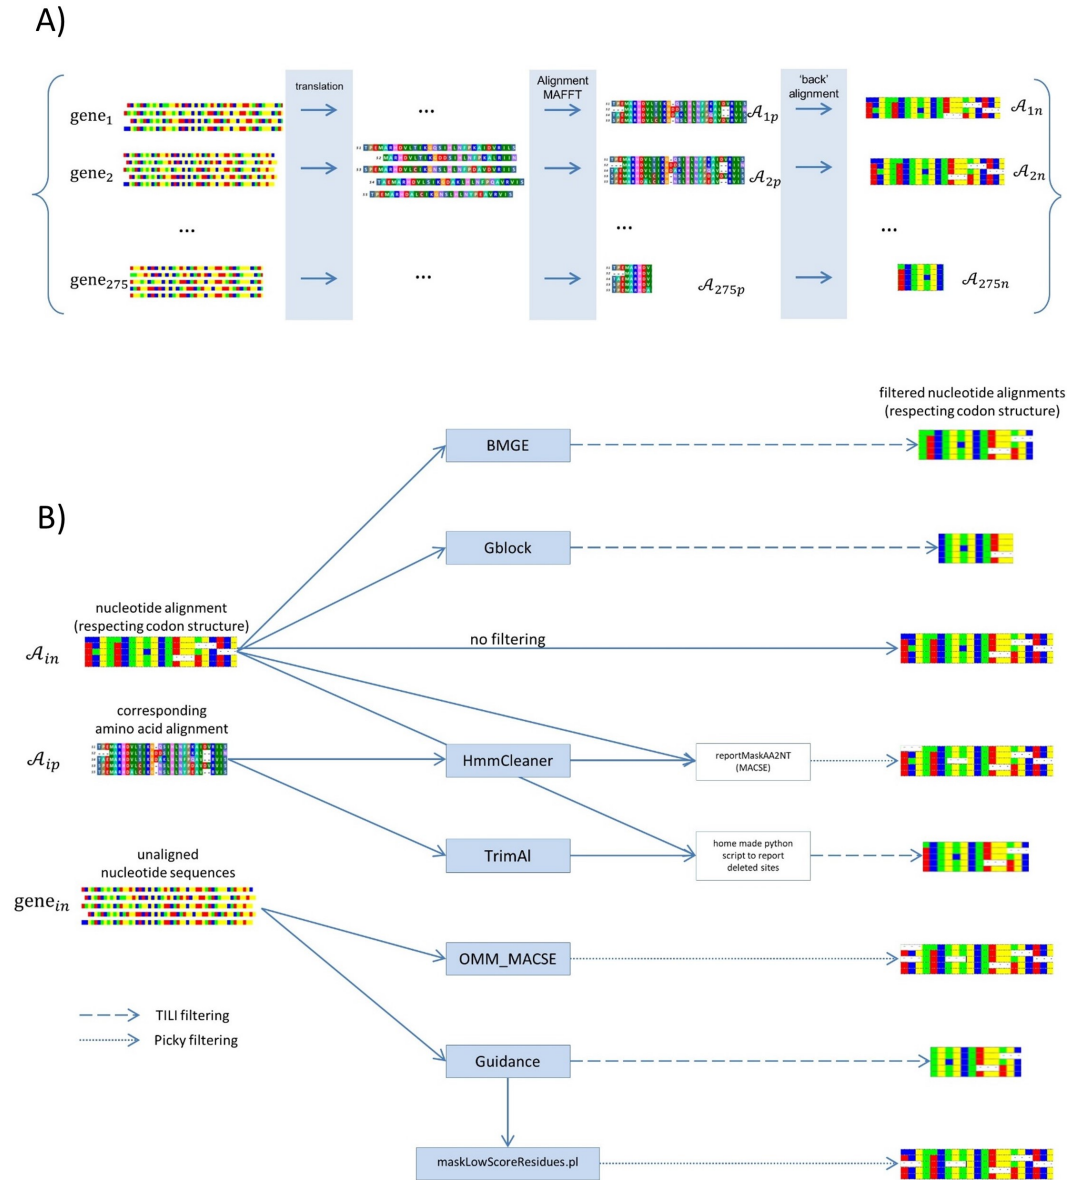 A)
translation
Alignment
MAFFT
'back'
alignment
gene1
...
𝒜1p
𝒜1n
gene2
𝒜2p
𝒜2n
...
...
...
gene275
...
𝒜275p
𝒜275n
filtered nucleotide alignments
(respecting codon structure)
BMGE
B)
Gblock
nucleotide alignment
(respecting codon structure)
no filtering
𝒜in
corresponding
amino acid alignment
𝒜ip
HmmCleaner
reportMaskAA2NT
(MACSE)
TrimAl
home made python
script to report
deleted sites
unaligned
nucleotide sequences
genein
OMM_MACSE
TILI filtering
Picky filtering
Guidance
maskLowScoreResidues.pl